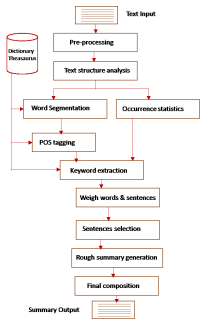 Text Input
Pre-processing
Dictionary
Theasaurus
Text structure analysis
Word Segmentation
Occurrence statistics
POS tagging
Keyword extraction
Weigh words & sentences
Sentences selection
Rough summary generation
Final composition
Summary Output